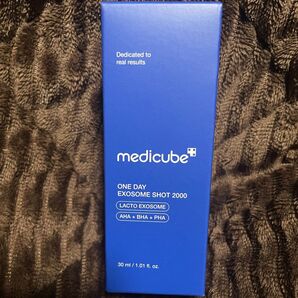 Dedicated to
real results
medicube
ONE DAY
EXOSOME SHOT 2000
LACTO EXOSOME
AHA + BHA + PHA
30 ml / 1.01 fl. oz.